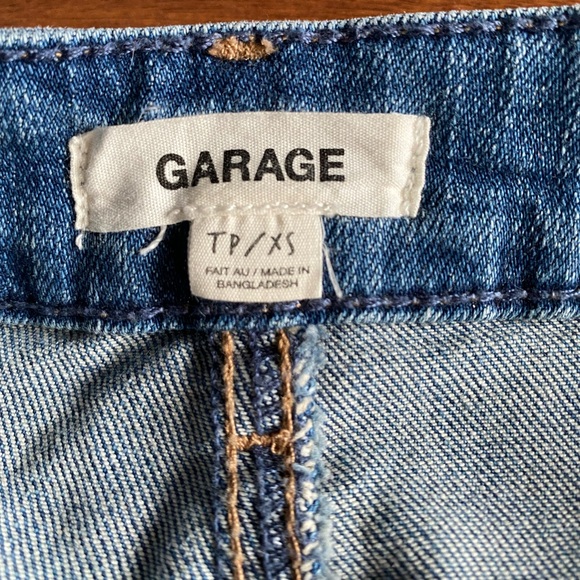 GARAGE
TP/XS
FAIT AU / MADE IN
BANGLADESH